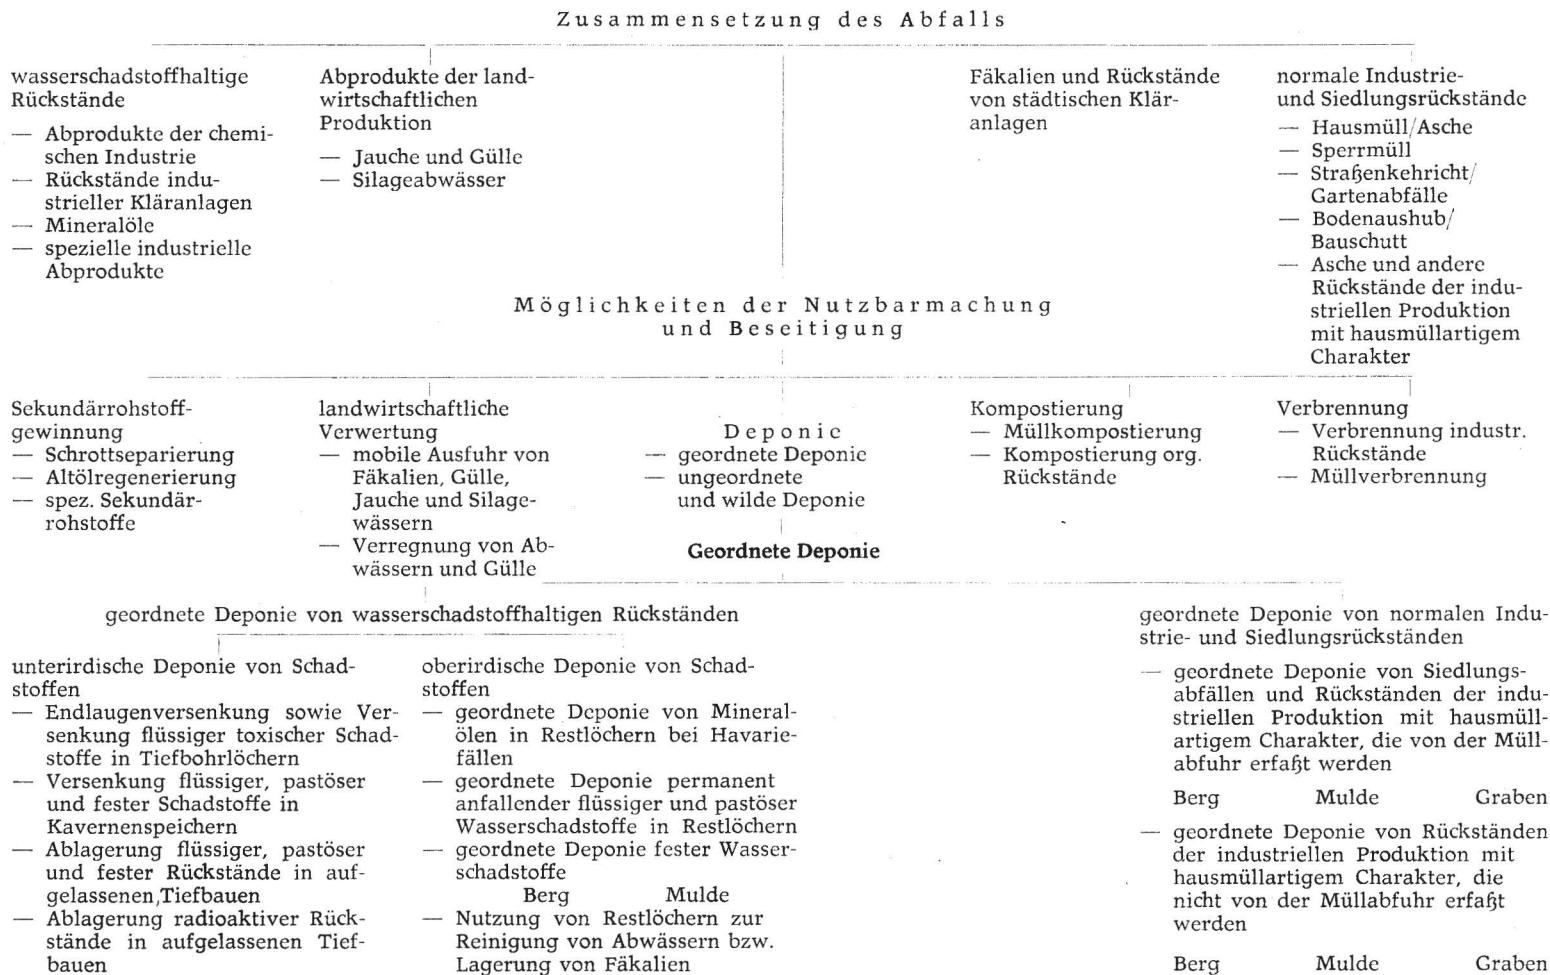 Zusammensetzung des Abfalls
wasserschadstoffhaltige
Rückstände
— Abprodukte der chemi-
schen Industrie
— Rückstände indu-
strieller Kläranlagen
— Mineralöle
— spezielle industrielle
Abprodukte
Abprodukte der land-
wirtschaftlichen
Produktion
— Jauche und Gülle
— Silageabwässer
Fäkalien und Rückstände
von städtischen Klär-
anlagen
normale Industrie-
und Siedlungsrückstände
— Hausmüll/Asche
— Sperrmüll
— Straßenkehricht/
Gartenabfälle
— Bodenaushub/
Bauschutt
— Asche und andere
Rückstände der indu-
striellen Produktion
mit hausmüllartigem
Charakter
Möglichkeiten der Nutzbarmachung
und Beseitigung
Sekundärrohstoff-
gewinnung
— Schrottseparierung
— Altölregenerierung
— spez. Sekundär-
rohstoffe
landwirtschaftliche
Verwertung
— mobile Ausfuhr von
Fäkalien, Gülle,
Jauche und Silage-
wässern
— Verregnung von Ab-
wässern und Gülle
Deponie
— geordnete Deponie
— ungeordnete
und wilde Deponie
Kompostierung
— Müllkompostierung
— Kompostierung org.
Rückstände
Verbrennung
— Verbrennung industr.
Rückstände
— Müllverbrennung
Geordnete Deponie
geordnete Deponie von wasserschadstoffhaltigen Rückständen
unterirdische Deponie von Schad-
stoffen
— Endlaugenversenkung sowie Ver-
senkung flüssiger toxischer Schad-
stoffe in Tiefbohrlöchern
— Versenkung flüssiger, pastöser
und fester Schadstoffe in
Kavernenspeichern
— Ablagerung flüssiger, pastöser
und fester Rückstände in auf-
gelassenen Tiefbauen
— Ablagerung radioaktiver Rück-
stände in aufgelassenen Tief-
bauen
oberirdische Deponie von Schad-
stoffen
— geordnete Deponie von Mineral-
ölen in Restlöchern bei Havarie-
fällen
— geordnete Deponie permanent
anfallender flüssiger und pastöser
Wasserschadstoffe in Restlöchern
— geordnete Deponie fester Wasser-
schadstoffe
Berg Mulde
— Nutzung von Restlöchern zur
Reinigung von Abwässern bzw.
Lagerung von Fäkalien
geordnete Deponie von normalen Indu-
strie- und Siedlungsrückständen
— geordnete Deponie von Siedlungs-
abfällen und Rückständen der indu-
striellen Produktion mit hausmüll-
artigem Charakter, die von der Müll-
abfuhr erfaßt werden
Berg Mulde Graben
— geordnete Deponie von Rückständen
der industriellen Produktion mit
hausmüllartigem Charakter, die
nicht von der Müllabfuhr erfaßt
werden
Berg Mulde Graben